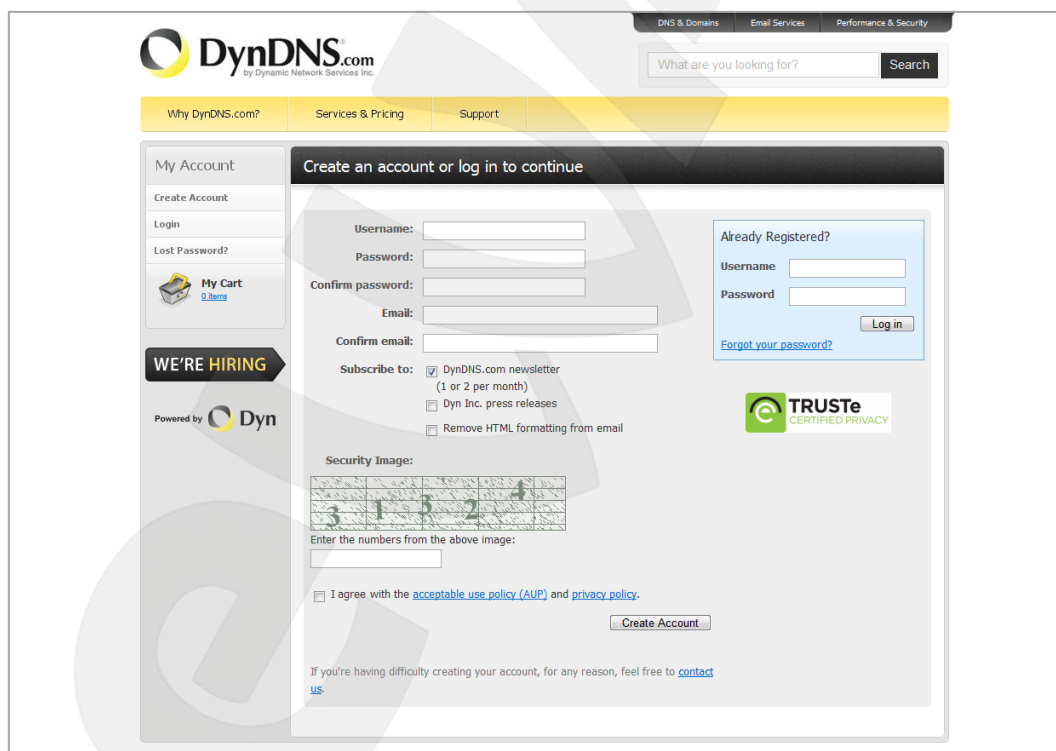 DNS & Domains Email Services Performance & Security
DynDNS.com
by Dynamic Network Services Inc.
What are you looking for? Search
Why DynDNS.com? Services & Pricing Support
My Account
Create Account
Login
Lost Password?
My Cart
0 items
WE'RE HIRING
Powered by Dyn
Create an account or log in to continue
Username:
Password:
Confirm password:
Email:
Confirm email:
Subscribe to: DynDNS.com newsletter
(1 or 2 per month)
Dyn Inc. press releases
Remove HTML formatting from email
Security Image:
3 1 3 2 4
Enter the numbers from the above image:
I agree with the acceptable use policy (AUP) and privacy policy.
Create Account
If you're having difficulty creating your account, for any reason, feel free to contact
us.
Already Registered?
Username
Password
Log in
Forgot your password?
TRUSTe
CERTIFIED PRIVACY